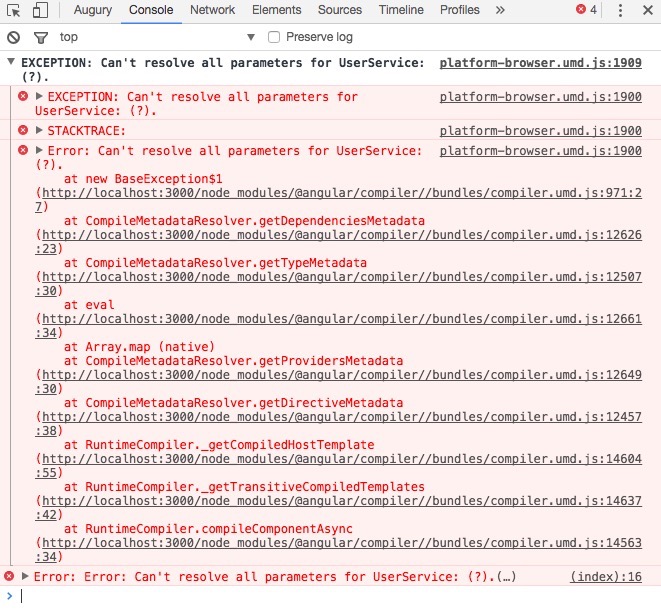 Augury Console Network Elements Sources Timeline Profiles » 4
top ▼ Preserve log
EXCEPTION: Can't resolve all parameters for UserService: platform-browser.umd.js:1909
(?).
EXCEPTION: Can't resolve all parameters for platform-browser.umd.js:1900
UserService: (?).
STACKTRACE: platform-browser.umd.js:1900
Error: Can't resolve all parameters for UserService: platform-browser.umd.js:1900
(?).
at new BaseException$1
(http://localhost:3000/node_modules/@angular/compiler//bundles/compiler.umd.js:971:2
7)
at CompileMetadataResolver.getDependenciesMetadata
(http://localhost:3000/node_modules/@angular/compiler//bundles/compiler.umd.js:12626
:23)
at CompileMetadataResolver.getTypeMetadata
(http://localhost:3000/node_modules/@angular/compiler//bundles/compiler.umd.js:12507
:30)
at eval
(http://localhost:3000/node_modules/@angular/compiler//bundles/compiler.umd.js:12661
:34)
at Array.map (native)
at CompileMetadataResolver.getProvidersMetadata
(http://localhost:3000/node_modules/@angular/compiler//bundles/compiler.umd.js:12649
:30)
at CompileMetadataResolver.getDirectiveMetadata
(http://localhost:3000/node_modules/@angular/compiler//bundles/compiler.umd.js:12457
:38)
at RuntimeCompiler._getCompiledHostTemplate
(http://localhost:3000/node_modules/@angular/compiler//bundles/compiler.umd.js:14604
:55)
at RuntimeCompiler._getTransitiveCompiledTemplates
(http://localhost:3000/node_modules/@angular/compiler//bundles/compiler.umd.js:14637
:42)
at RuntimeCompiler.compileComponentAsync
(http://localhost:3000/node_modules/@angular/compiler//bundles/compiler.umd.js:14563
:34)
Error: Error: Can't resolve all parameters for UserService: (?).(…) (index):16